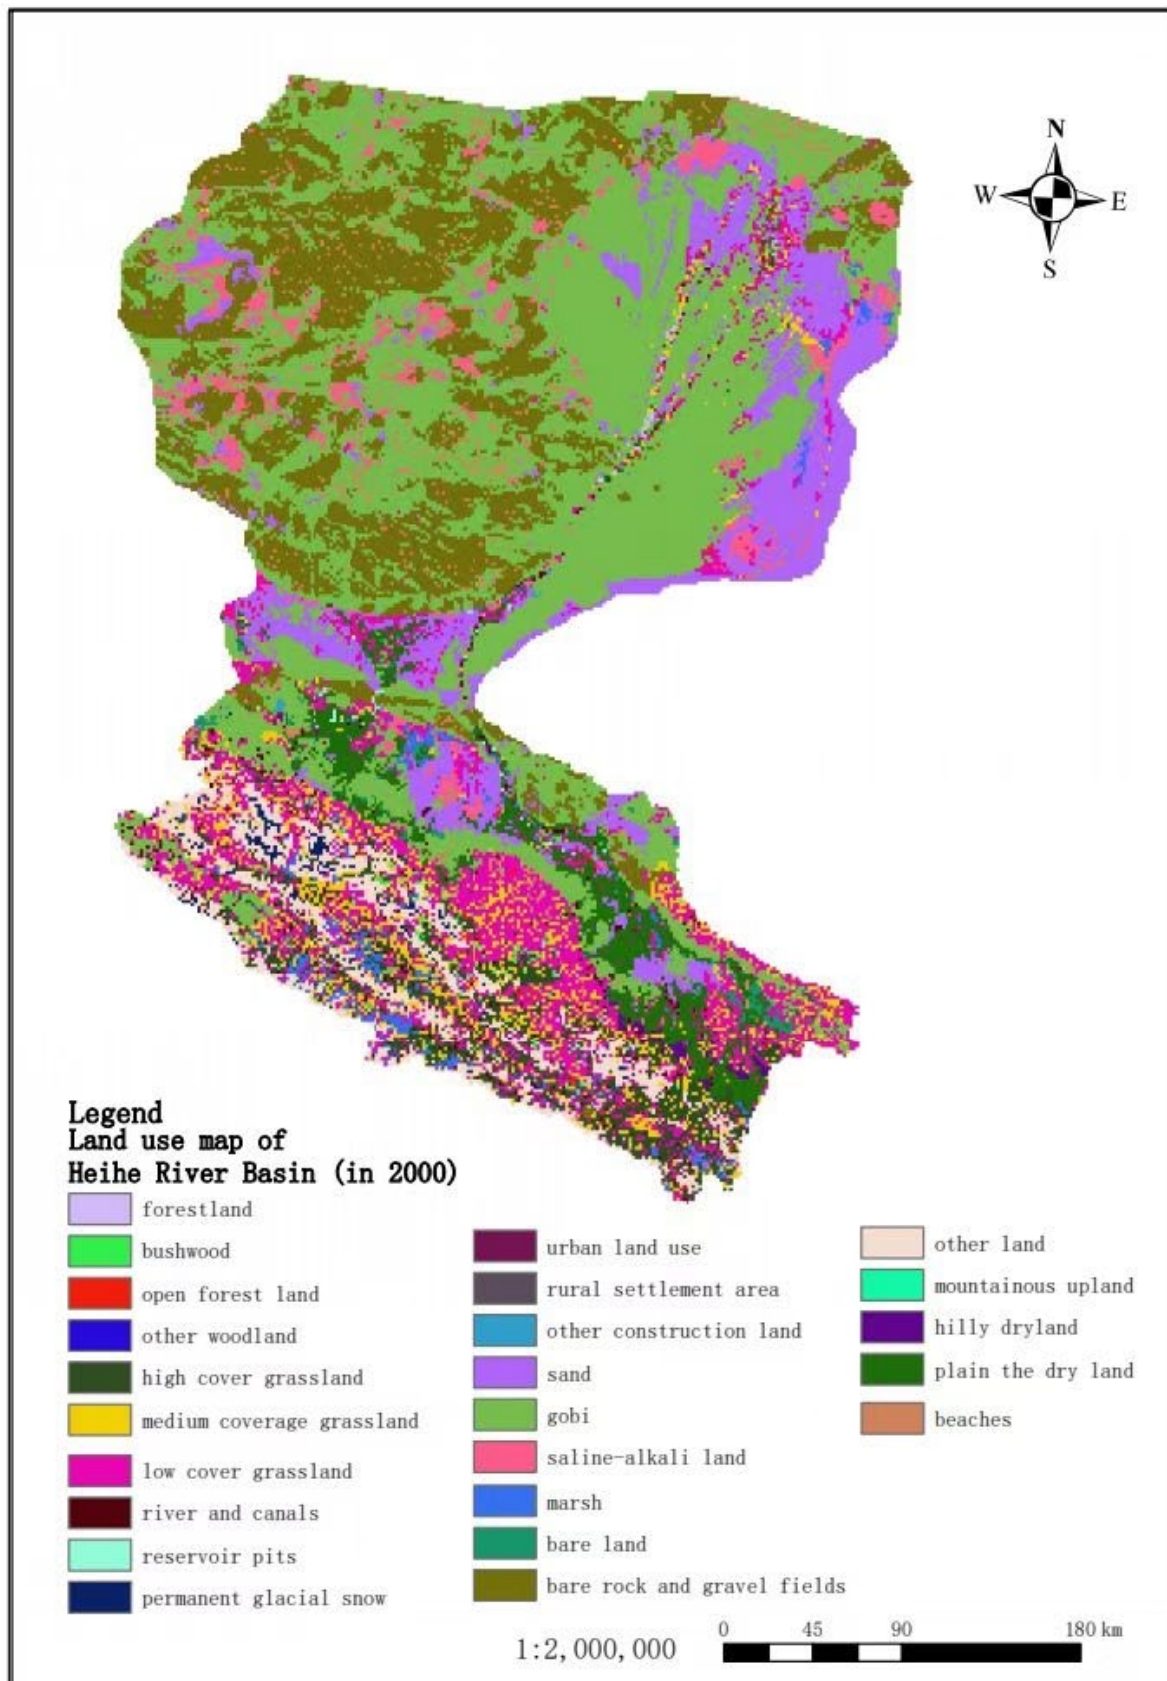 N
W E
S
Legend
Land use map of
Heihe River Basin (in 2000)
forestland
bushwood
open forest land
other woodland
high cover grassland
medium coverage grassland
low cover grassland
river and canals
reservoir pits
permanent glacial snow
urban land use
rural settlement area
other construction land
sand
gobi
saline-alkali land
marsh
bare land
bare rock and gravel fields
other land
mountainous upland
hilly dryland
plain the dry land
beaches
1:2,000,000
0 45 90 180 km